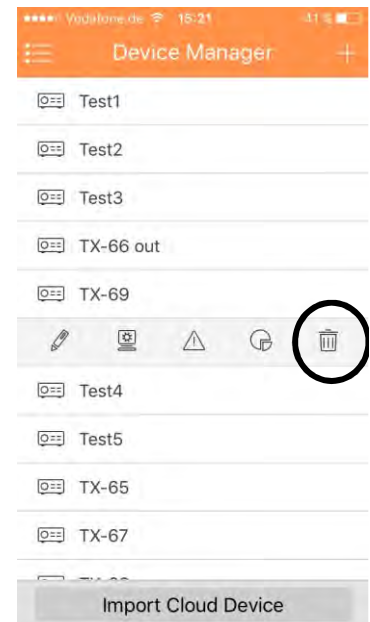 Vodafone.de 15:21 41 %
Device Manager
Test1
Test2
Test3
TX-66 out
TX-69
Test4
Test5
TX-65
TX-67
Import Cloud Device